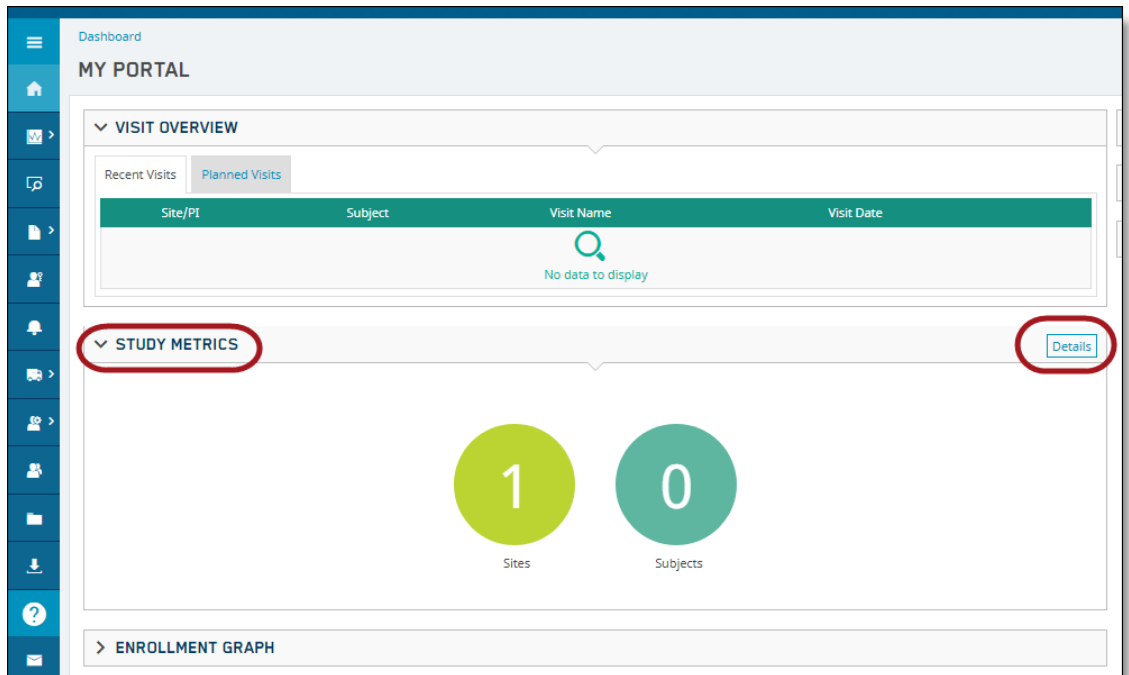 Dashboard
MY PORTAL
VISIT OVERVIEW
Recent Visits Planned Visits
Site/PI Subject Visit Name Visit Date
No data to display
STUDY METRICS Details
1 0
Sites Subjects
?
ENROLLMENT GRAPH